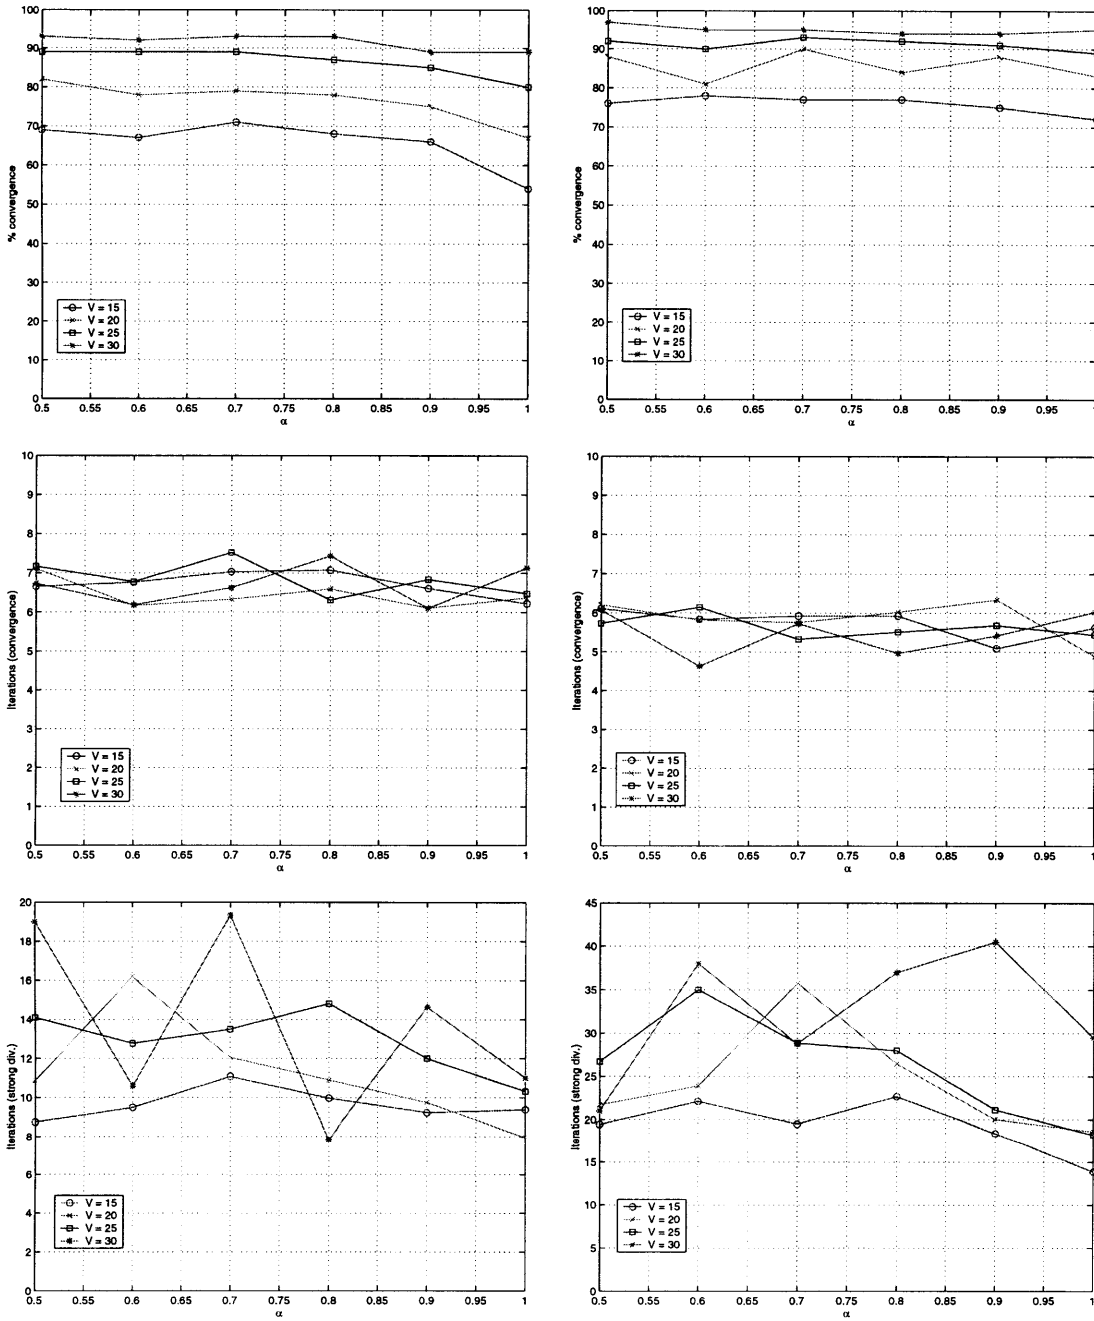 100
90
80
70
60
50
40
30
20
10
0
% convergence
V = 15
V = 20
V = 25
V = 30
0.5 0.55 0.6 0.65 0.7 0.75 0.8 0.85 0.9 0.95 1
α
100
90
80
70
60
50
40
30
20
10
0
% convergence
V = 15
V = 20
V = 25
V = 30
0.5 0.55 0.6 0.65 0.7 0.75 0.8 0.85 0.9 0.95 1
α
10
9
8
7
6
5
4
3
2
1
0
Iterations (convergence)
V = 15
V = 20
V = 25
V = 30
0.5 0.55 0.6 0.65 0.7 0.75 0.8 0.85 0.9 0.95 1
α
10
9
8
7
6
5
4
3
2
1
0
Iterations (convergence)
V = 15
V = 20
V = 25
V = 30
0.5 0.55 0.6 0.65 0.7 0.75 0.8 0.85 0.9 0.95 1
α
20
18
16
14
12
10
8
6
4
2
0
Iterations (strong div.)
V = 15
V = 20
V = 25
V = 30
0.5 0.55 0.6 0.65 0.7 0.75 0.8 0.85 0.9 0.95 1
α
45
40
35
30
25
20
15
10
5
0
Iterations (strong div.)
V = 15
V = 20
V = 25
V = 30
0.5 0.55 0.6 0.65 0.7 0.75 0.8 0.85 0.9 0.95 1
α